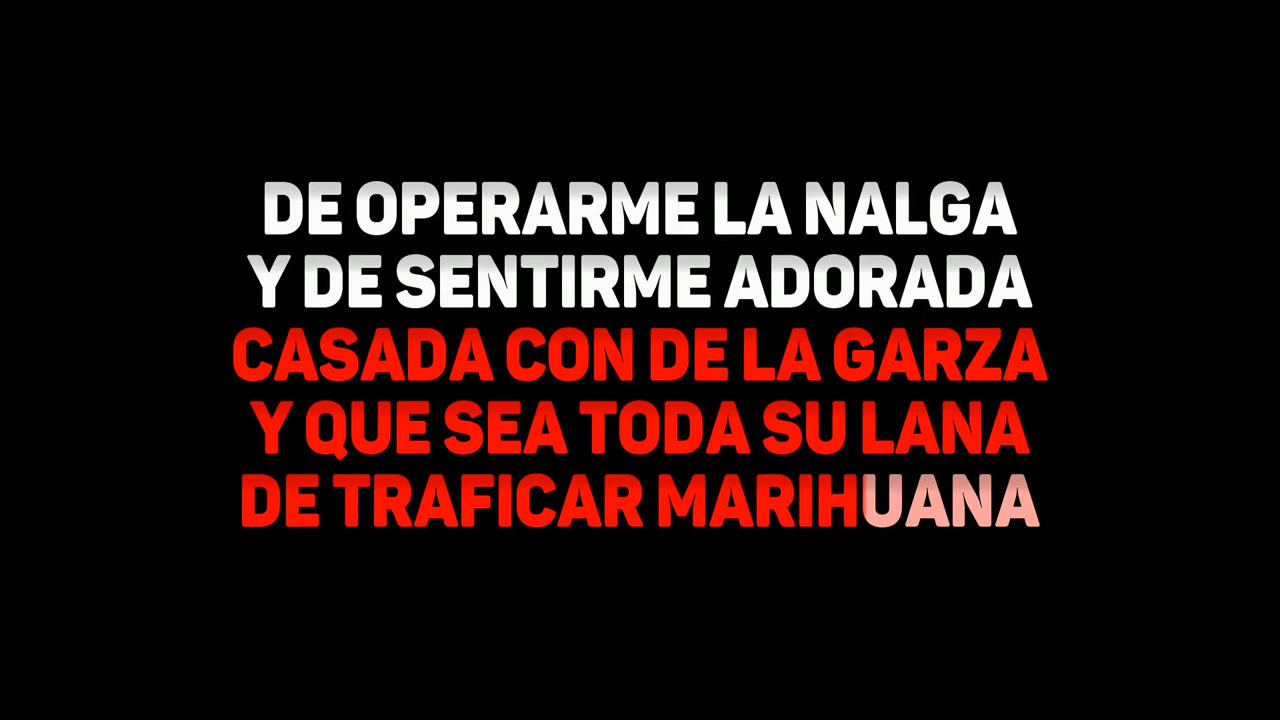 DE OPERARME LA NALGA
Y DE SENTIRME ADORADA
CASADA CON DE LA GARZA
Y QUE SEA TODA SU LANA
DE TRAFICAR MARIHUANA